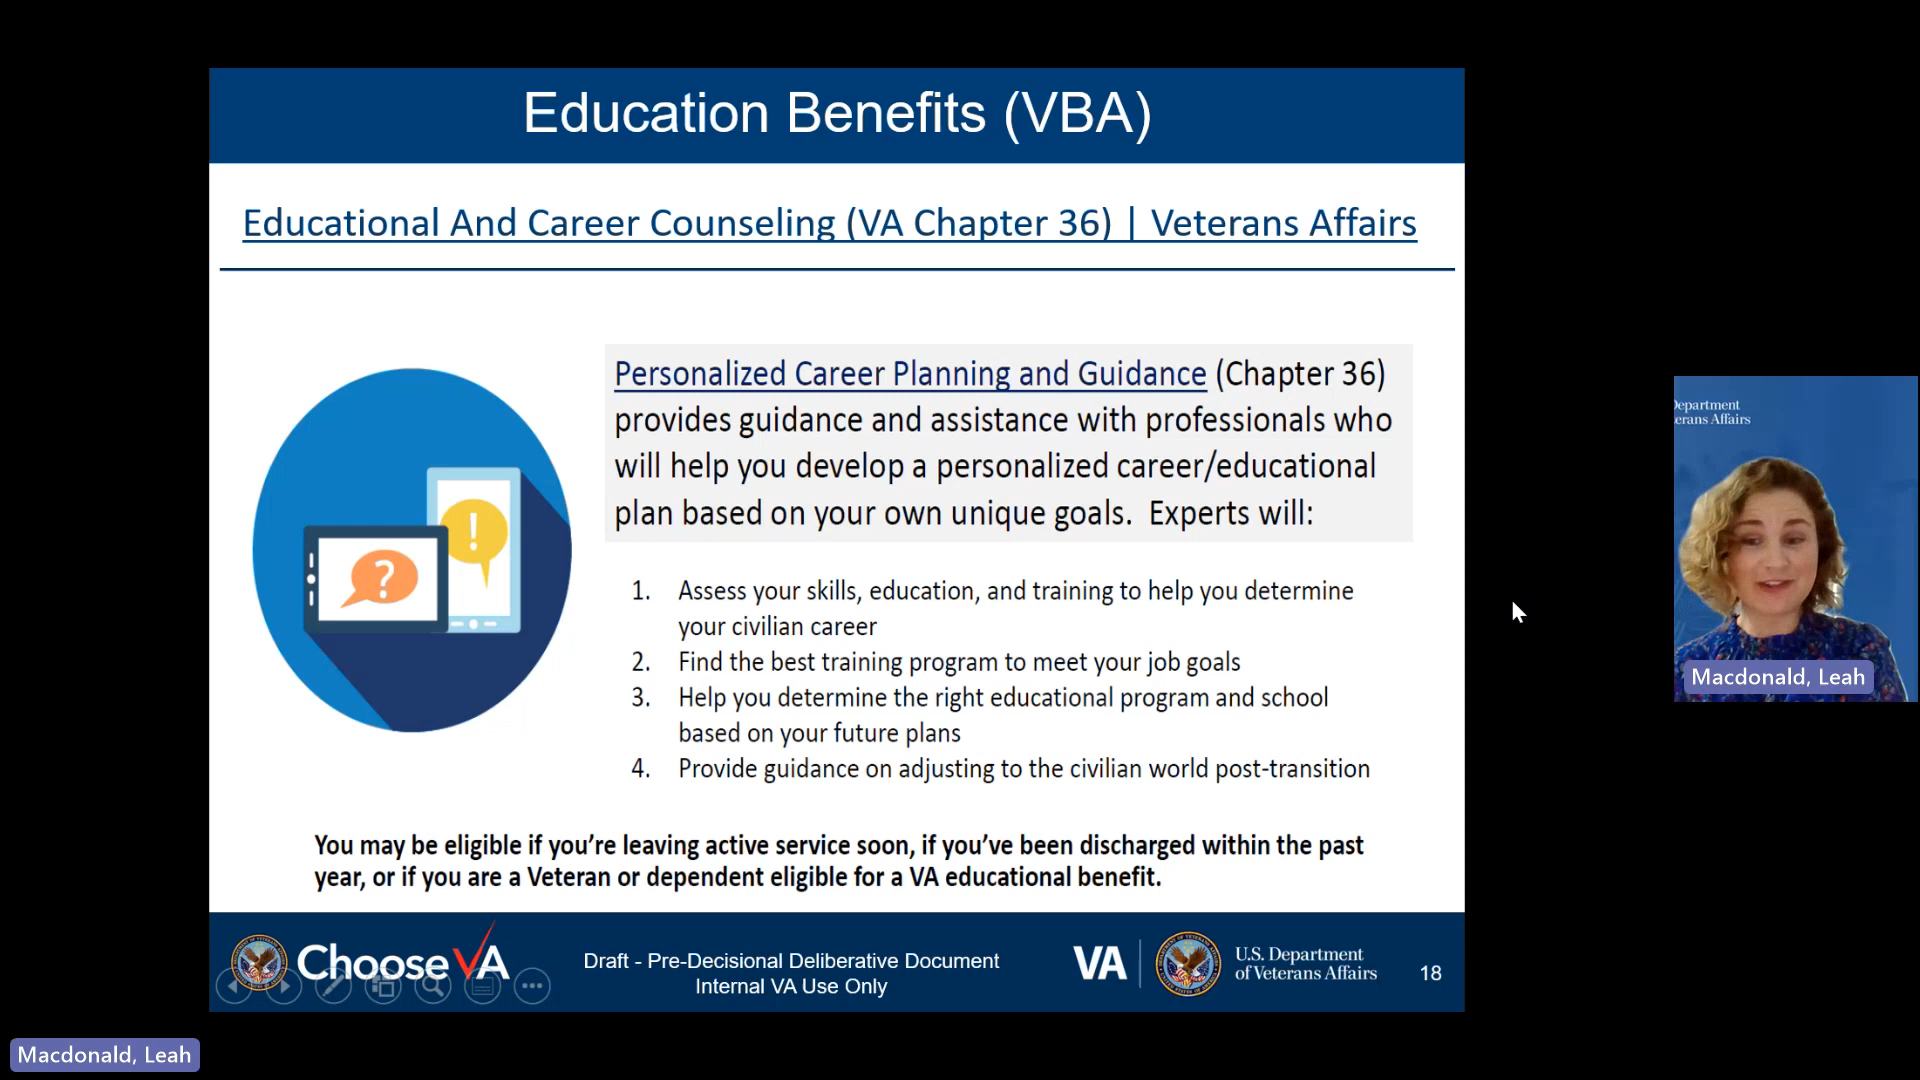 Education Benefits (VBA)
Educational And Career Counseling (VA Chapter 36) | Veterans Affairs
Personalized Career Planning and Guidance (Chapter 36)
provides guidance and assistance with professionals who
will help you develop a personalized career/educational
plan based on your own unique goals.  Experts will:
!
?
1. Assess your skills, education, and training to help you determine
your civilian career
2. Find the best training program to meet your job goals
3. Help you determine the right educational program and school
based on your future plans
4. Provide guidance on adjusting to the civilian world post-transition
You may be eligible if you’re leaving active service soon, if you’ve been discharged within the past
year, or if you are a Veteran or dependent eligible for a VA educational benefit.
Choose VA
Draft - Pre-Decisional Deliberative Document
Internal VA Use Only
VA
U.S. Department
of Veterans Affairs
18
epartment
erans Affairs
Macdonald, Leah
Macdonald, Leah